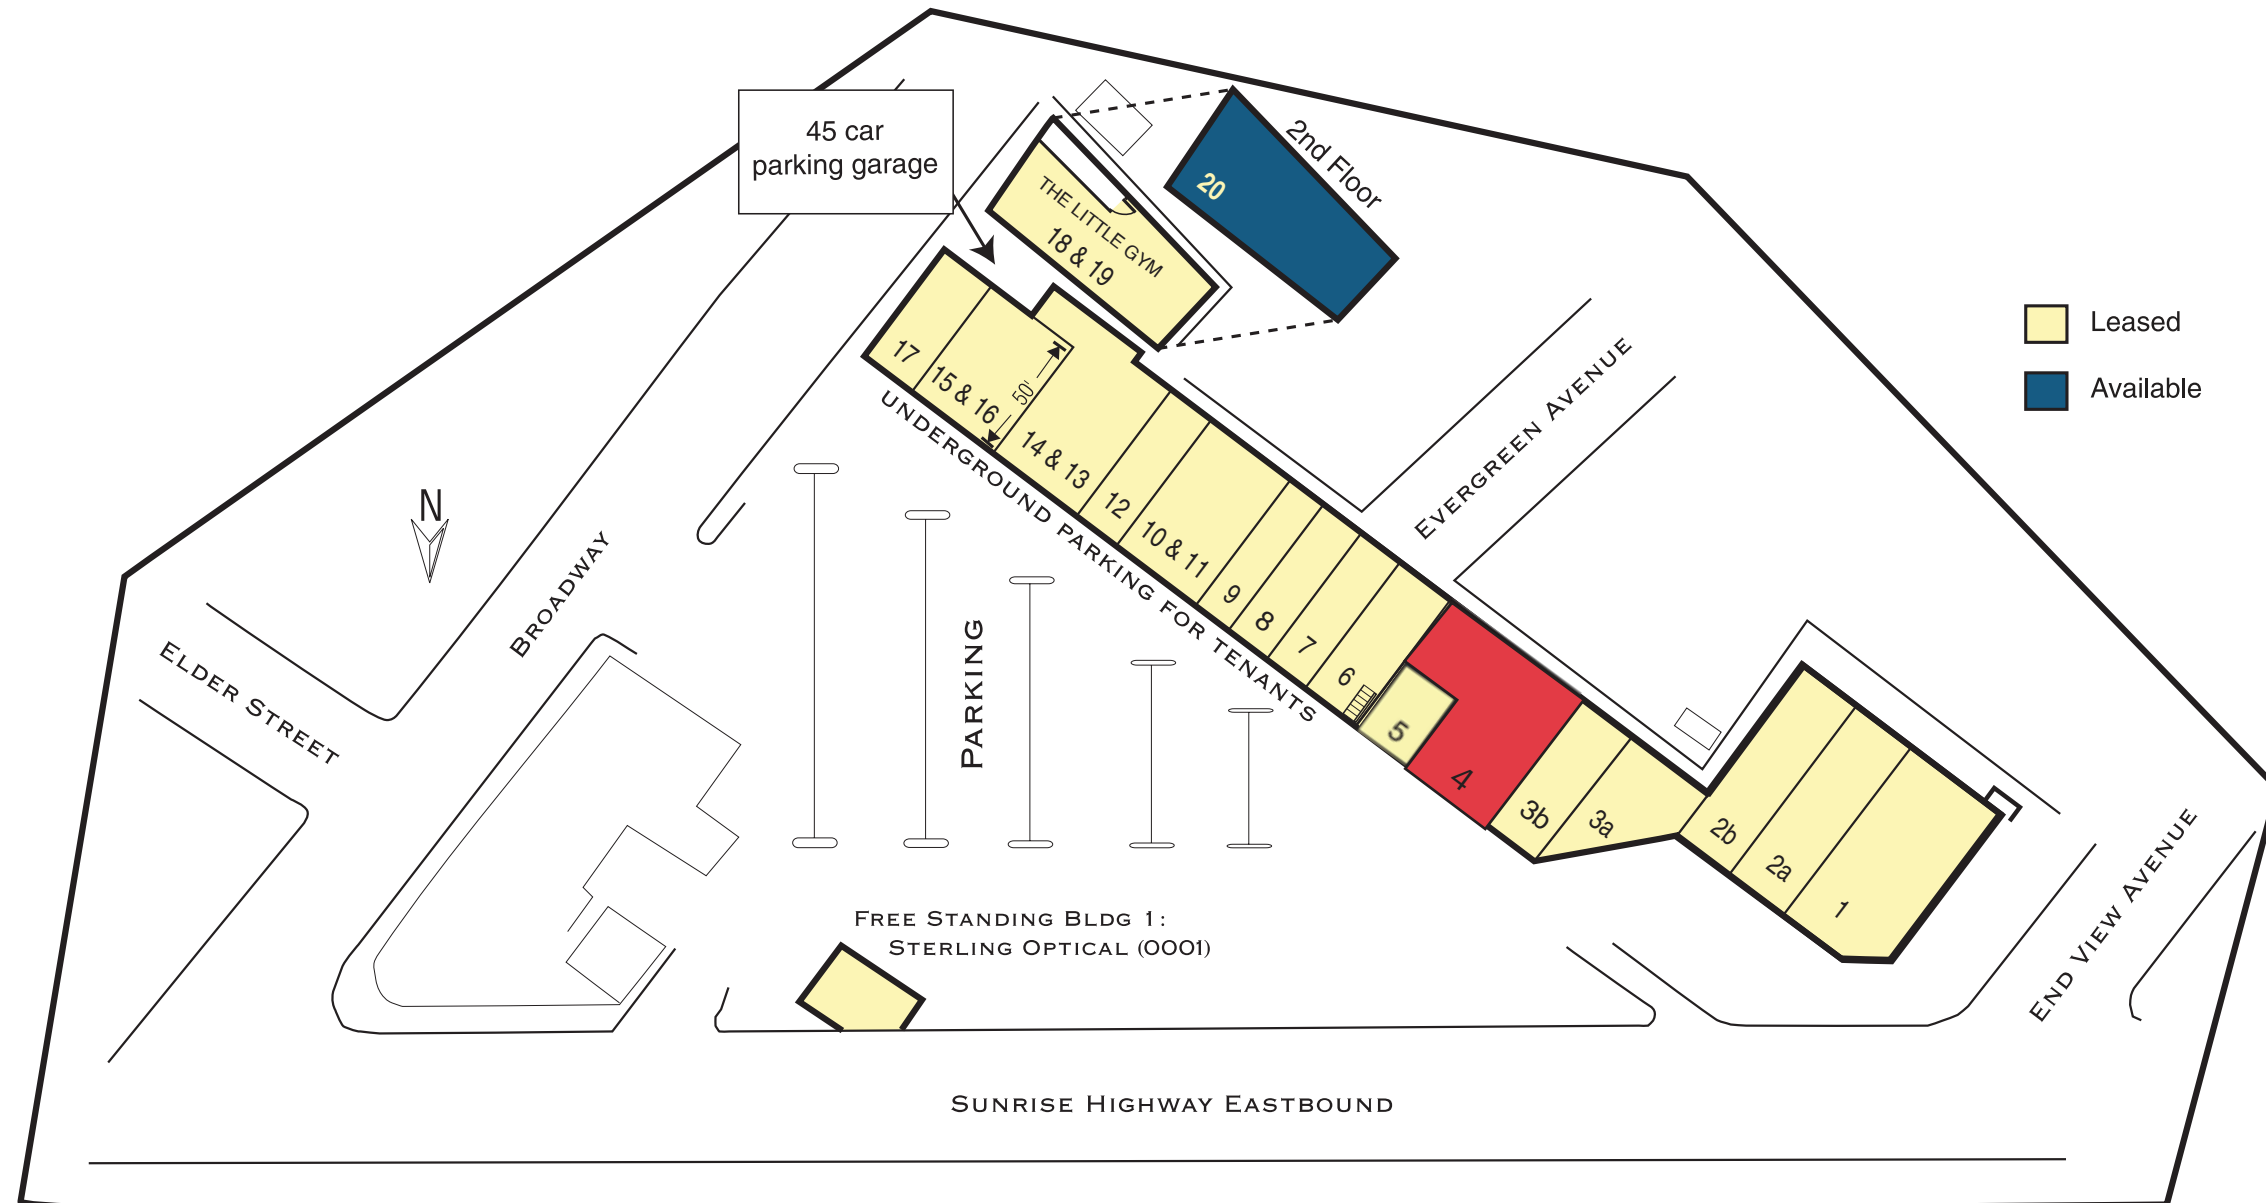 45 car
parking garage
2nd Floor
20
THE LITTLE GYM
18 & 19
Leased
Available
17
15 & 16
50'
14 & 13
12
10 & 11
9
8
7
6
5
4
3b
3a
2b
2a
1
UNDERGROUND PARKING FOR TENANTS
EVERGREEN AVENUE
N
BROADWAY
ELDER STREET
PARKING
END VIEW AVENUE
FREE STANDING BLDG 1:
STERLING OPTICAL (0001)
SUNRISE HIGHWAY EASTBOUND